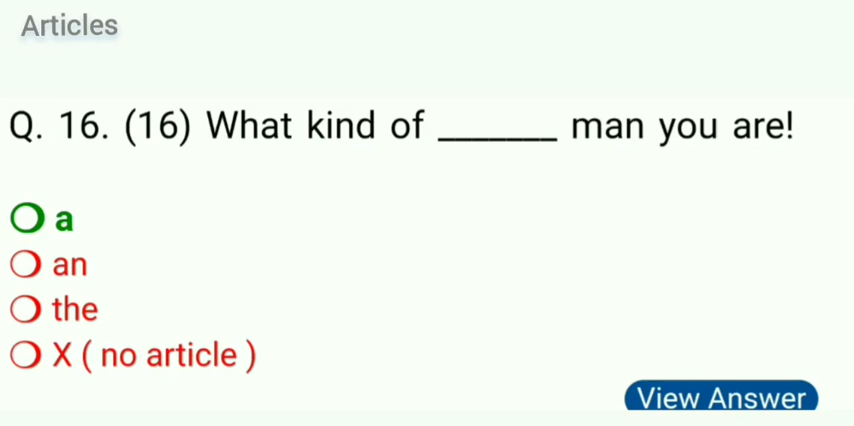 Articles
Q. 16. (16) What kind of _______ man you are!
a
an
the
X ( no article )
View Answer